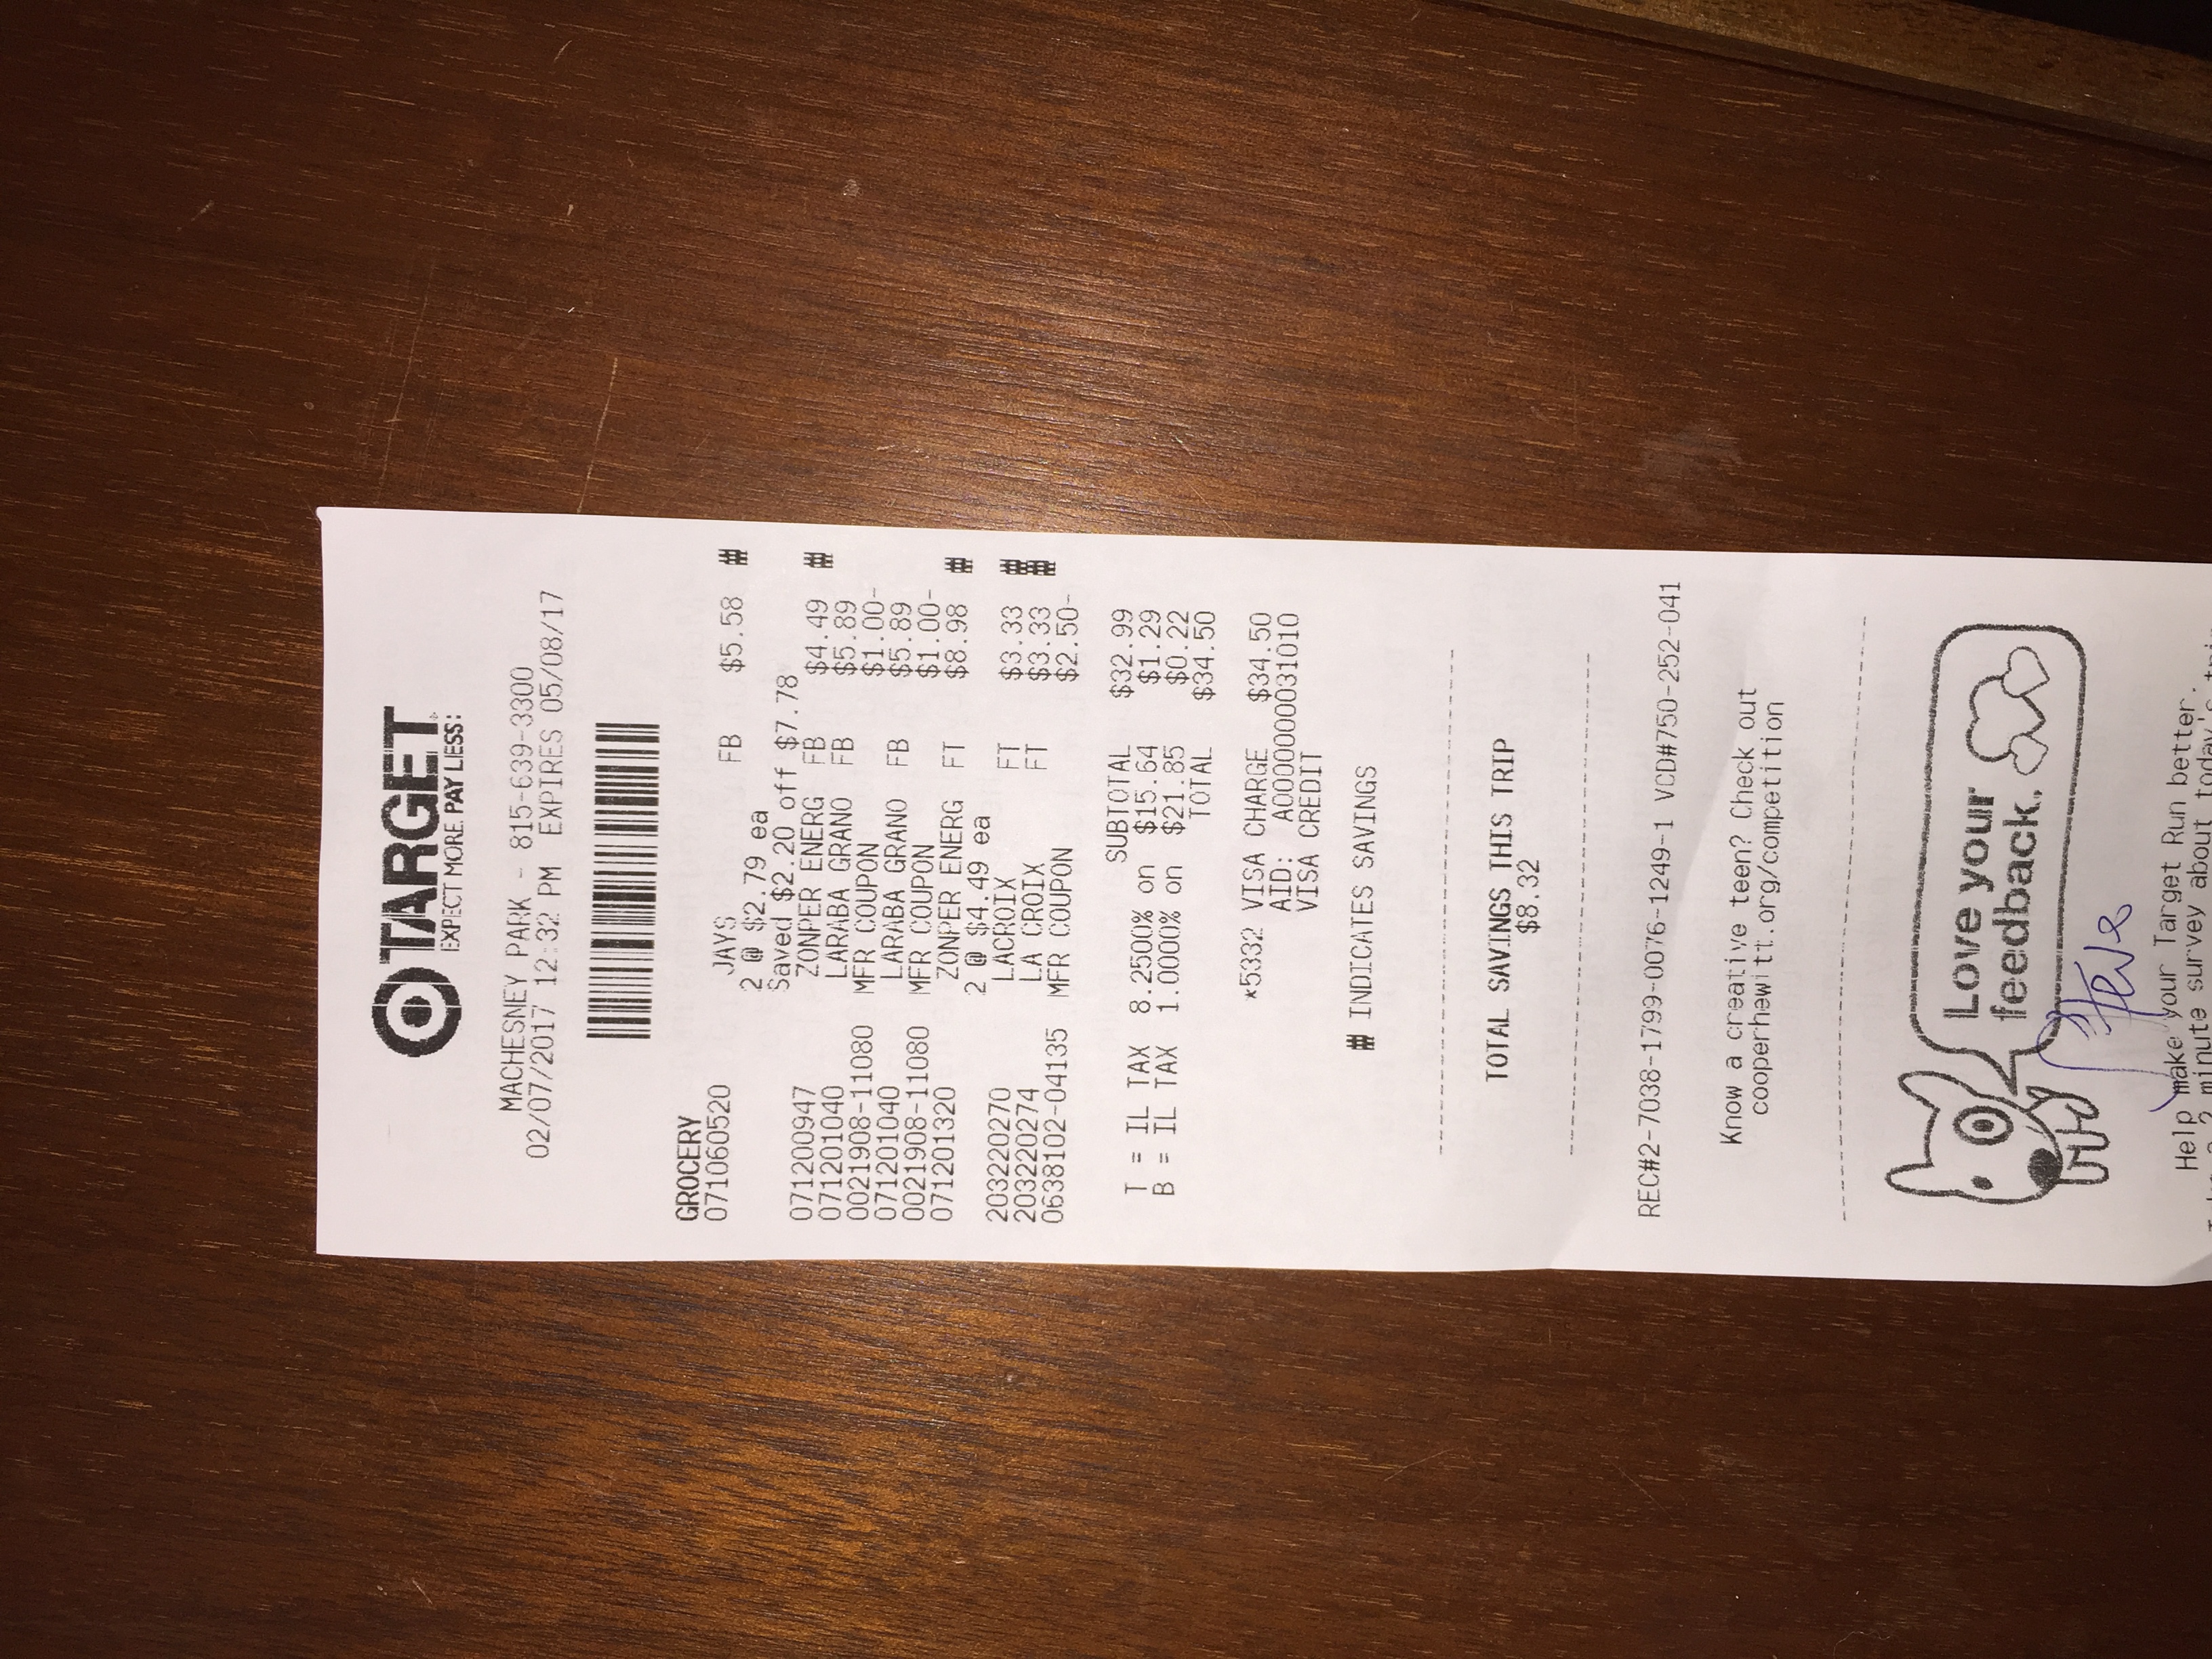 TARGET
EXPECT MORE. PAY LESS.
MACHESNEY PARK - 815-639-3300
02/07/2017 12:32 PM EXPIRES 05/08/17
GROCERY
071060520 JAYS FB $5.58 #
2 @ $2.79 ea
Saved $2.20 off $7.78
071200947 ZONPER ENERG FB $4.49 #
071201040 LARABA GRANO FB $5.89
0021908-11080 MFR COUPON $1.00-
071201040 LARABA GRANO FB $5.89
0021908-11080 MFR COUPON $1.00-
071201320 ZONPER ENERG FT $8.98 #
2 @ $4.49 ea
203220270 LACROIX FT $3.33 #
203220274 LA CROIX FT $3.33 #
0638102-04135 MFR COUPON $2.50-
SUBTOTAL $32.99
T = IL TAX 8.2500% on $15.64 $1.29
B = IL TAX 1.0000% on $21.85 $0.22
TOTAL $34.50
*5332 VISA CHARGE $34.50
AID: A0000000031010
VISA CREDIT
# INDICATES SAVINGS
TOTAL SAVINGS THIS TRIP
$8.32
REC#2-7038-1799-0076-1249-1 VCD#750-252-041
Know a creative teen? Check out
cooperhewitt.org/competition
Love your
feedback.
Steve
Help make your Target Run better.
Take a 2 minute survey about today's trip